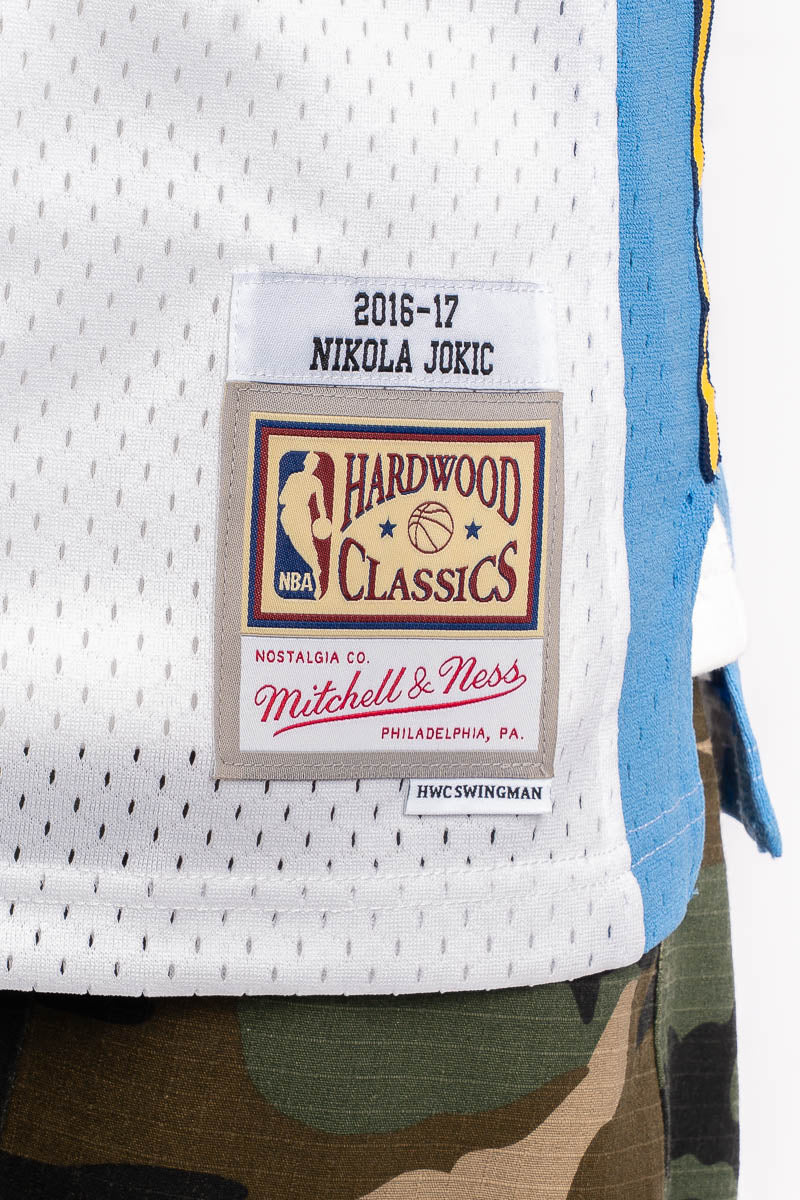 2016-17
NIKOLA JOKIC
HARDWOOD
NBA
CLASSICS
NOSTALGIA CO.
Mitchell & Ness
PHILADELPHIA, PA.
HWC SWINGMAN